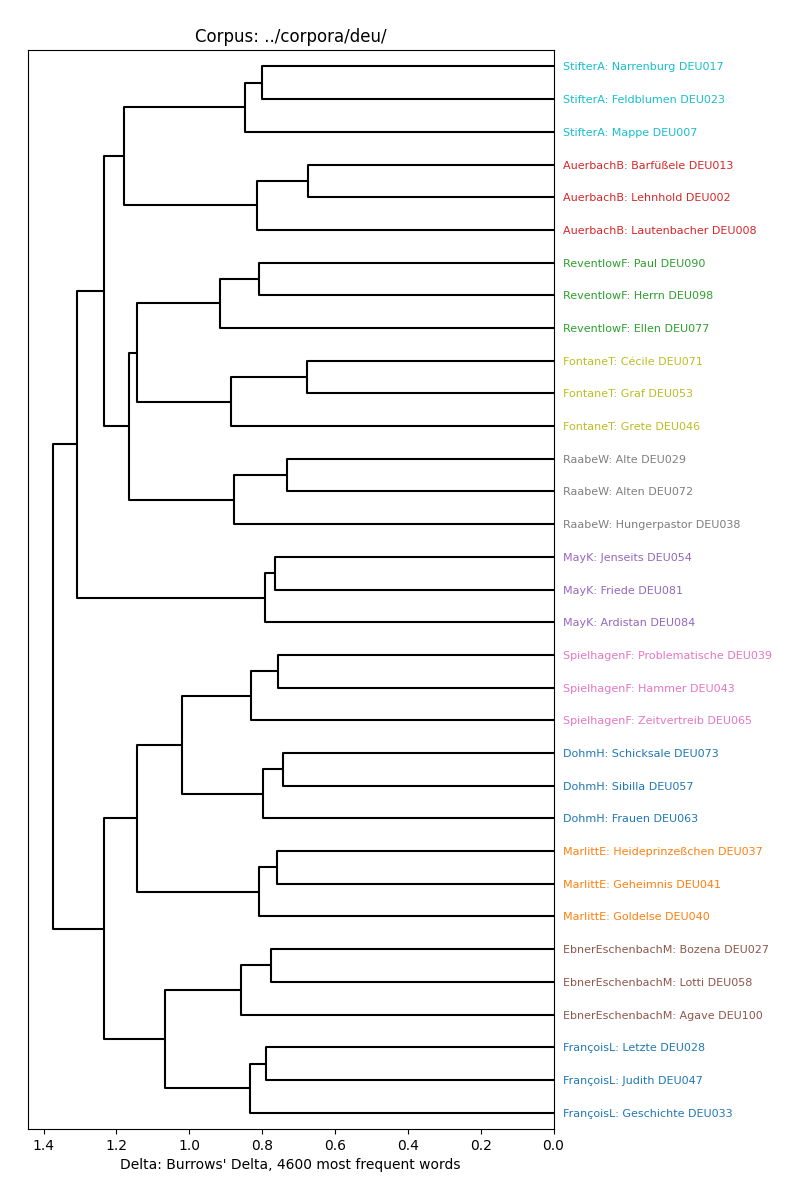 Corpus: ../corpora/deu/
StifterA: Narrenburg DEU017
StifterA: Feldblumen DEU023
StifterA: Mappe DEU007
AuerbachB: Barfüßele DEU013
AuerbachB: Lehnhold DEU002
AuerbachB: Lautenbacher DEU008
ReventlowF: Paul DEU090
ReventlowF: Herrn DEU098
ReventlowF: Ellen DEU077
FontaneT: Cécile DEU071
FontaneT: Graf DEU053
FontaneT: Grete DEU046
RaabeW: Alte DEU029
RaabeW: Alten DEU072
RaabeW: Hungerpastor DEU038
MayK: Jenseits DEU054
MayK: Friede DEU081
MayK: Ardistan DEU084
SpielhagenF: Problematische DEU039
SpielhagenF: Hammer DEU043
SpielhagenF: Zeitvertreib DEU065
DohmH: Schicksale DEU073
DohmH: Sibilla DEU057
DohmH: Frauen DEU063
MarlittE: Heideprinzeßchen DEU037
MarlittE: Geheimnis DEU041
MarlittE: Goldelse DEU040
EbnerEschenbachM: Bozena DEU027
EbnerEschenbachM: Lotti DEU058
EbnerEschenbachM: Agave DEU100
FrançoisL: Letzte DEU028
FrançoisL: Judith DEU047
FrançoisL: Geschichte DEU033
1.4 1.2 1.0 0.8 0.6 0.4 0.2 0.0
Delta: Burrows' Delta, 4600 most frequent words